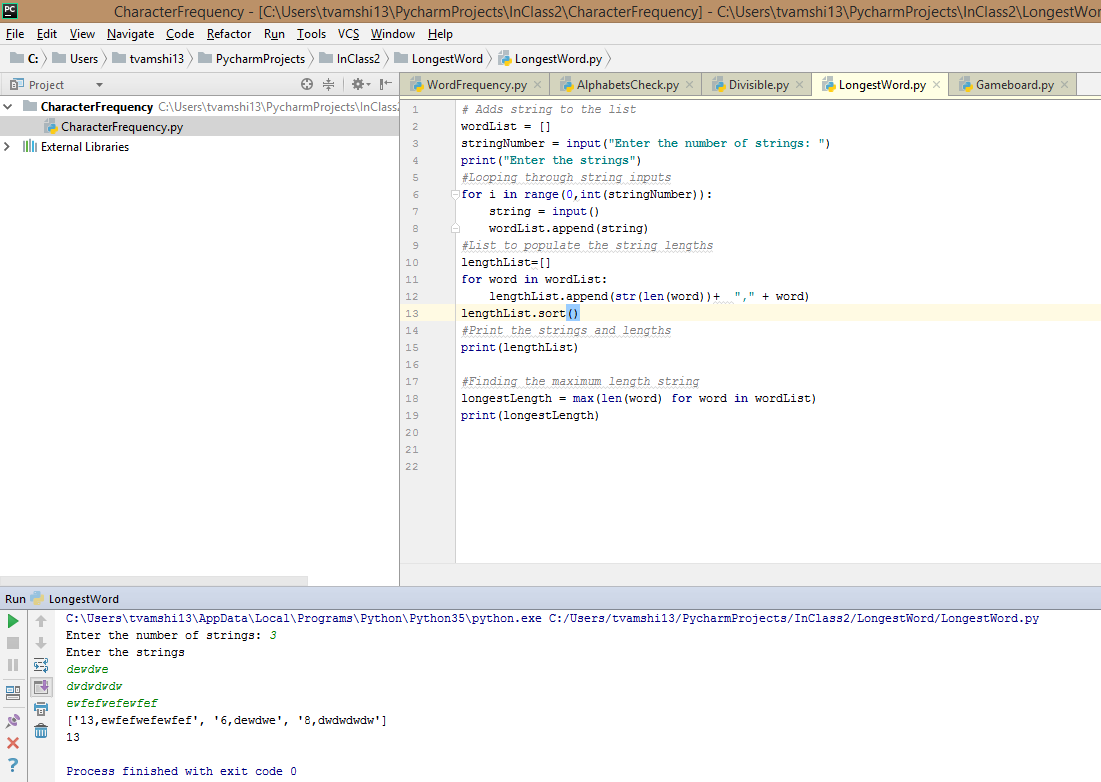 PC CharacterFrequency - [C:\Users\tvamshi13\PycharmProjects\InClass2\CharacterFrequency] - C:\Users\tvamshi13\PycharmProjects\InClass2\LongestWor
File Edit View Navigate Code Refactor Run Tools VCS Window Help
C: Users tvamshi13 PycharmProjects InClass2 LongestWord LongestWord.py
Project
WordFrequency.py AlphabetsCheck.py Divisible.py LongestWord.py Gameboard.py
CharacterFrequency C:\Users\tvamshi13\PycharmProjects\InClass2
CharacterFrequency.py
External Libraries
1 # Adds string to the list
2 wordList = []
3 stringNumber = input("Enter the number of strings: ")
4 print("Enter the strings")
5 #Looping through string inputs
6 for i in range(0,int(stringNumber)):
7 string = input()
8 wordList.append(string)
9 #List to populate the string lengths
10 lengthList=[]
11 for word in wordList:
12 lengthList.append(str(len(word))+ "," + word)
13 lengthList.sort()
14 #Print the strings and lengths
15 print(lengthList)
16
17 #Finding the maximum length string
18 longestLength = max(len(word) for word in wordList)
19 print(longestLength)
20
21
22
Run LongestWord
C:\Users\tvamshi13\AppData\Local\Programs\Python\Python35\python.exe C:/Users/tvamshi13/PycharmProjects/InClass2/LongestWord/LongestWord.py
Enter the number of strings: 3
Enter the strings
dewdwe
dwdwdwdw
ewfefwefewfef
['13,ewfefwefewfef', '6,dewdwe', '8,dwdwdwdw']
13
Process finished with exit code 0